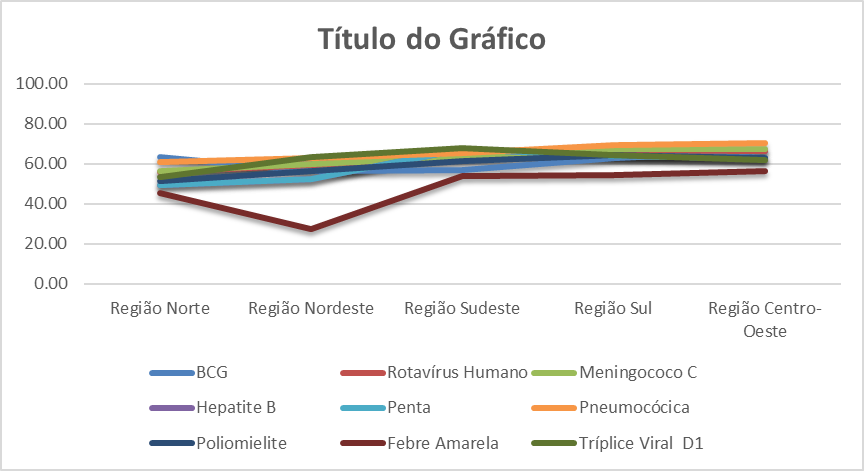 Título do Gráfico
100.00
80.00
60.00
40.00
20.00
0.00
Região Norte
Região Nordeste
Região Sudeste
Região Sul
Região Centro-
Oeste
BCG
Rotavírus Humano
Meningococo C
Hepatite B
Penta
Pneumocócica
Poliomielite
Febre Amarela
Tríplice Viral  D1